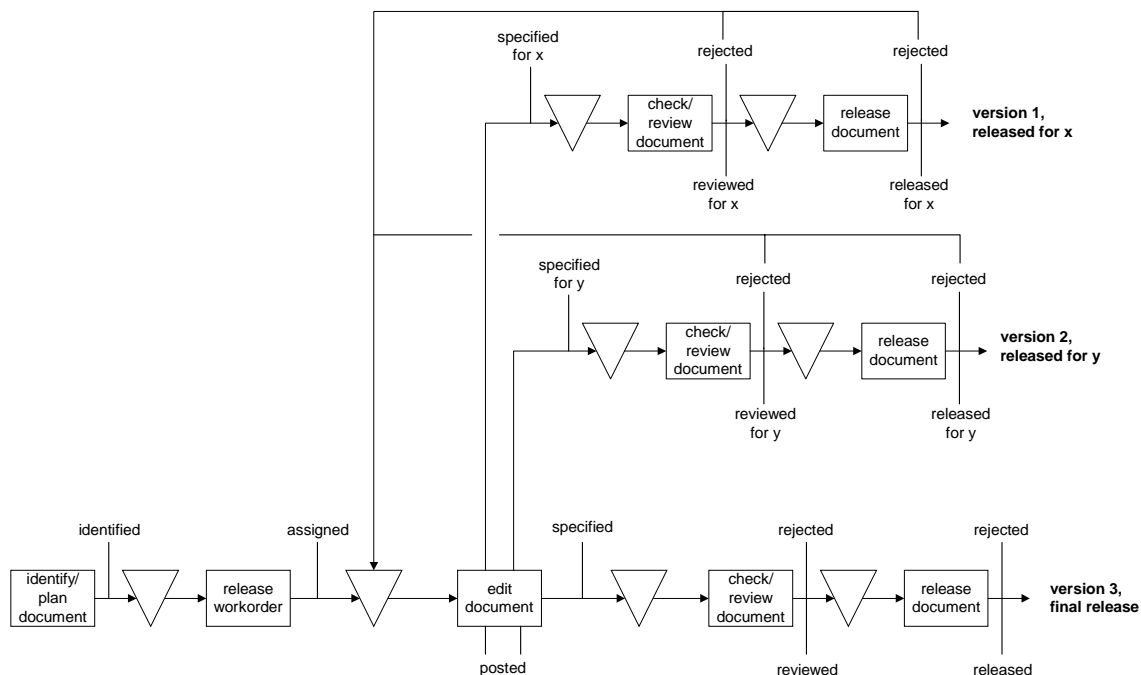 specified
for x
rejected
rejected
check/
review
document
release
document
version 1,
released for x
reviewed
for x
released
for x
specified
for y
rejected
rejected
check/
review
document
release
document
version 2,
released for y
reviewed
for y
released
for y
identified
assigned
specified
rejected
rejected
identify/
plan
document
release
workorder
edit
document
check/
review
document
release
document
version 3,
final release
posted
reviewed
released